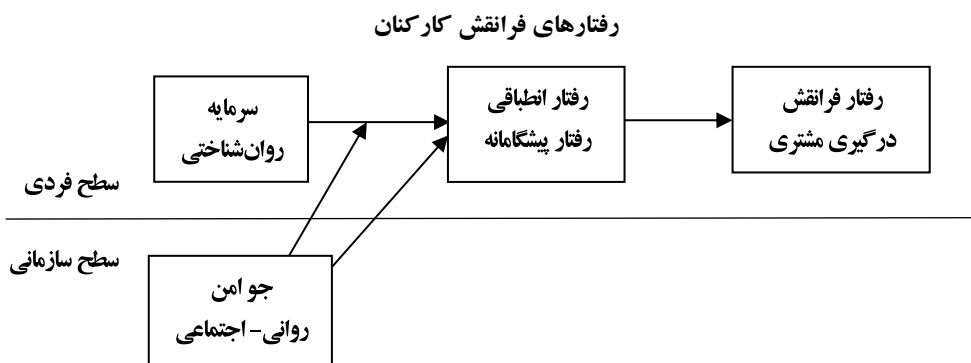 رفتارهای فرانقش کارکنان
رفتار فرانقش
درگیری مشتری
رفتار انطباقی
رفتار پیشگامانه
سرمایه
روان‌شناختی
سطح فردی
سطح سازمانی
جو امن
روانی- اجتماعی